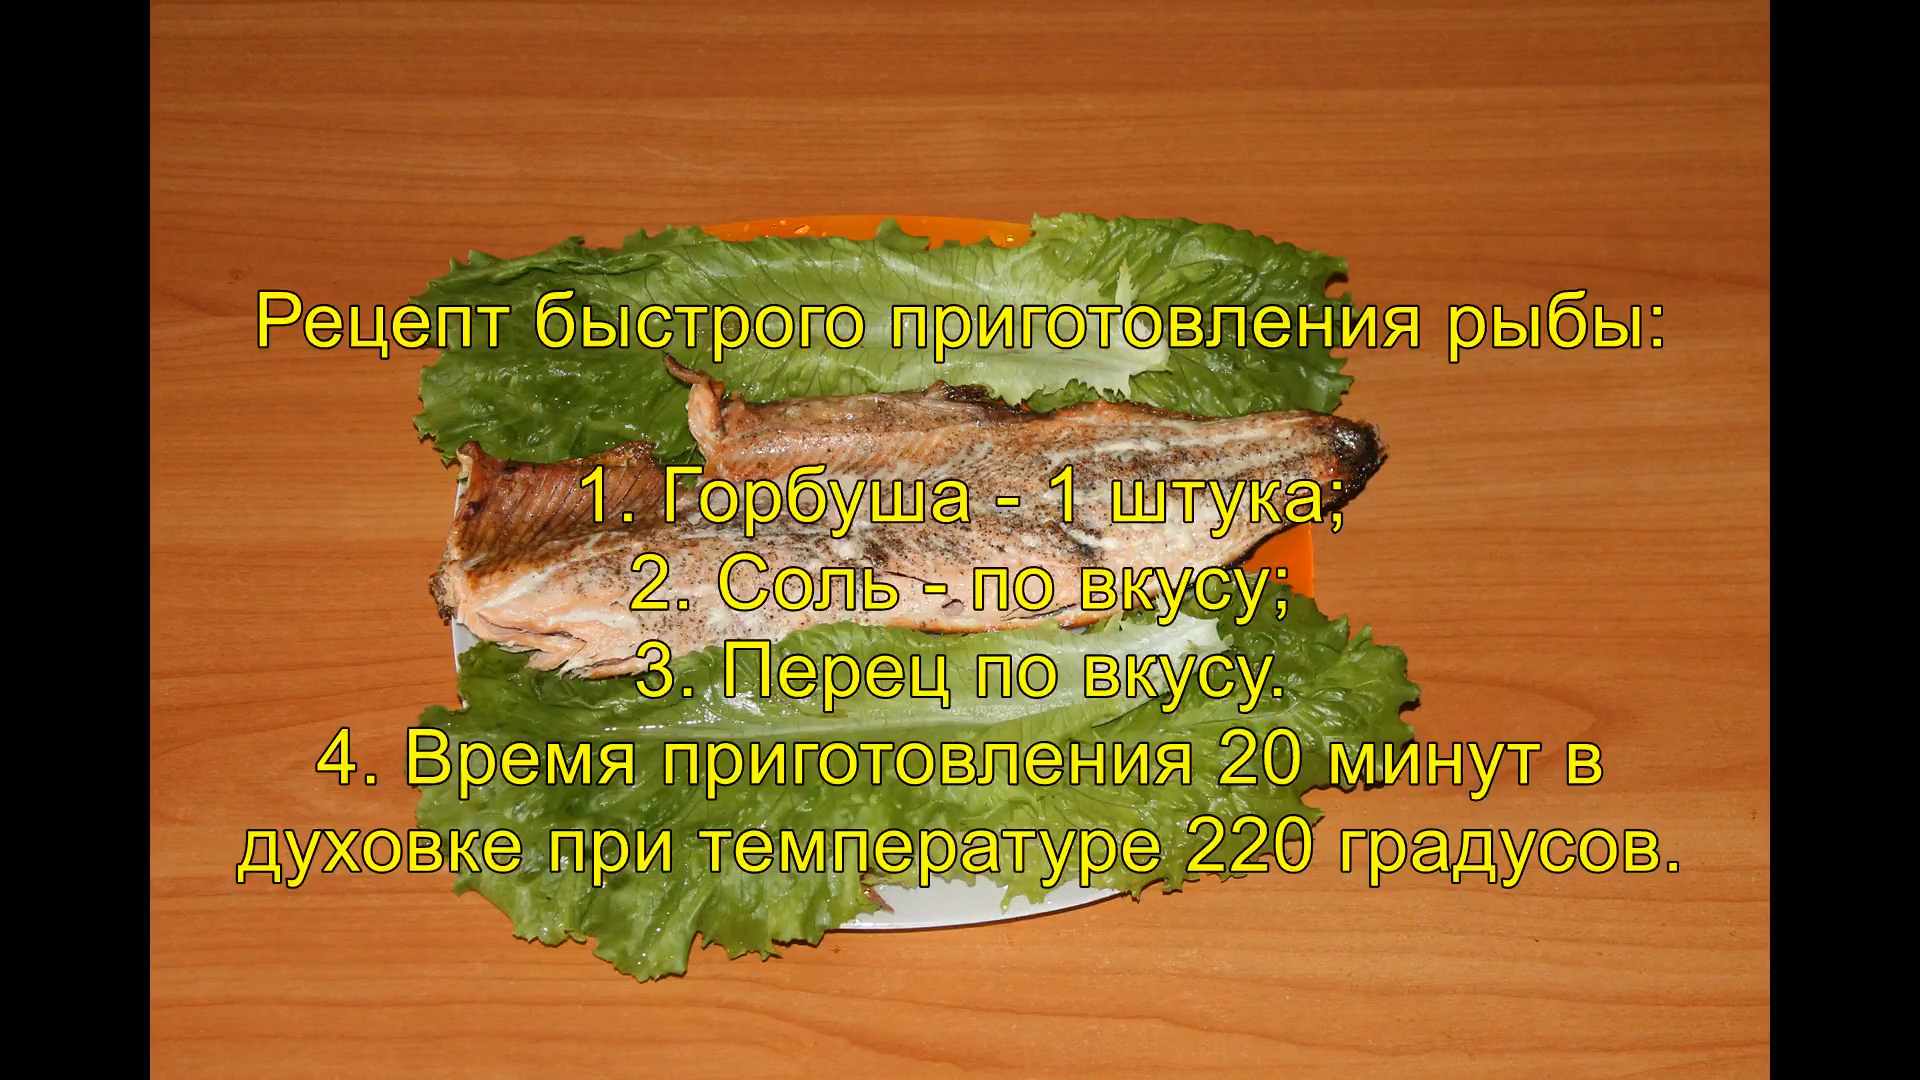 Рецепт быстрого приготовления рыбы:
1. Горбуша - 1 штука;
2. Соль - по вкусу;
3. Перец по вкусу.
4. Время приготовления 20 минут в
духовке при температуре 220 градусов.